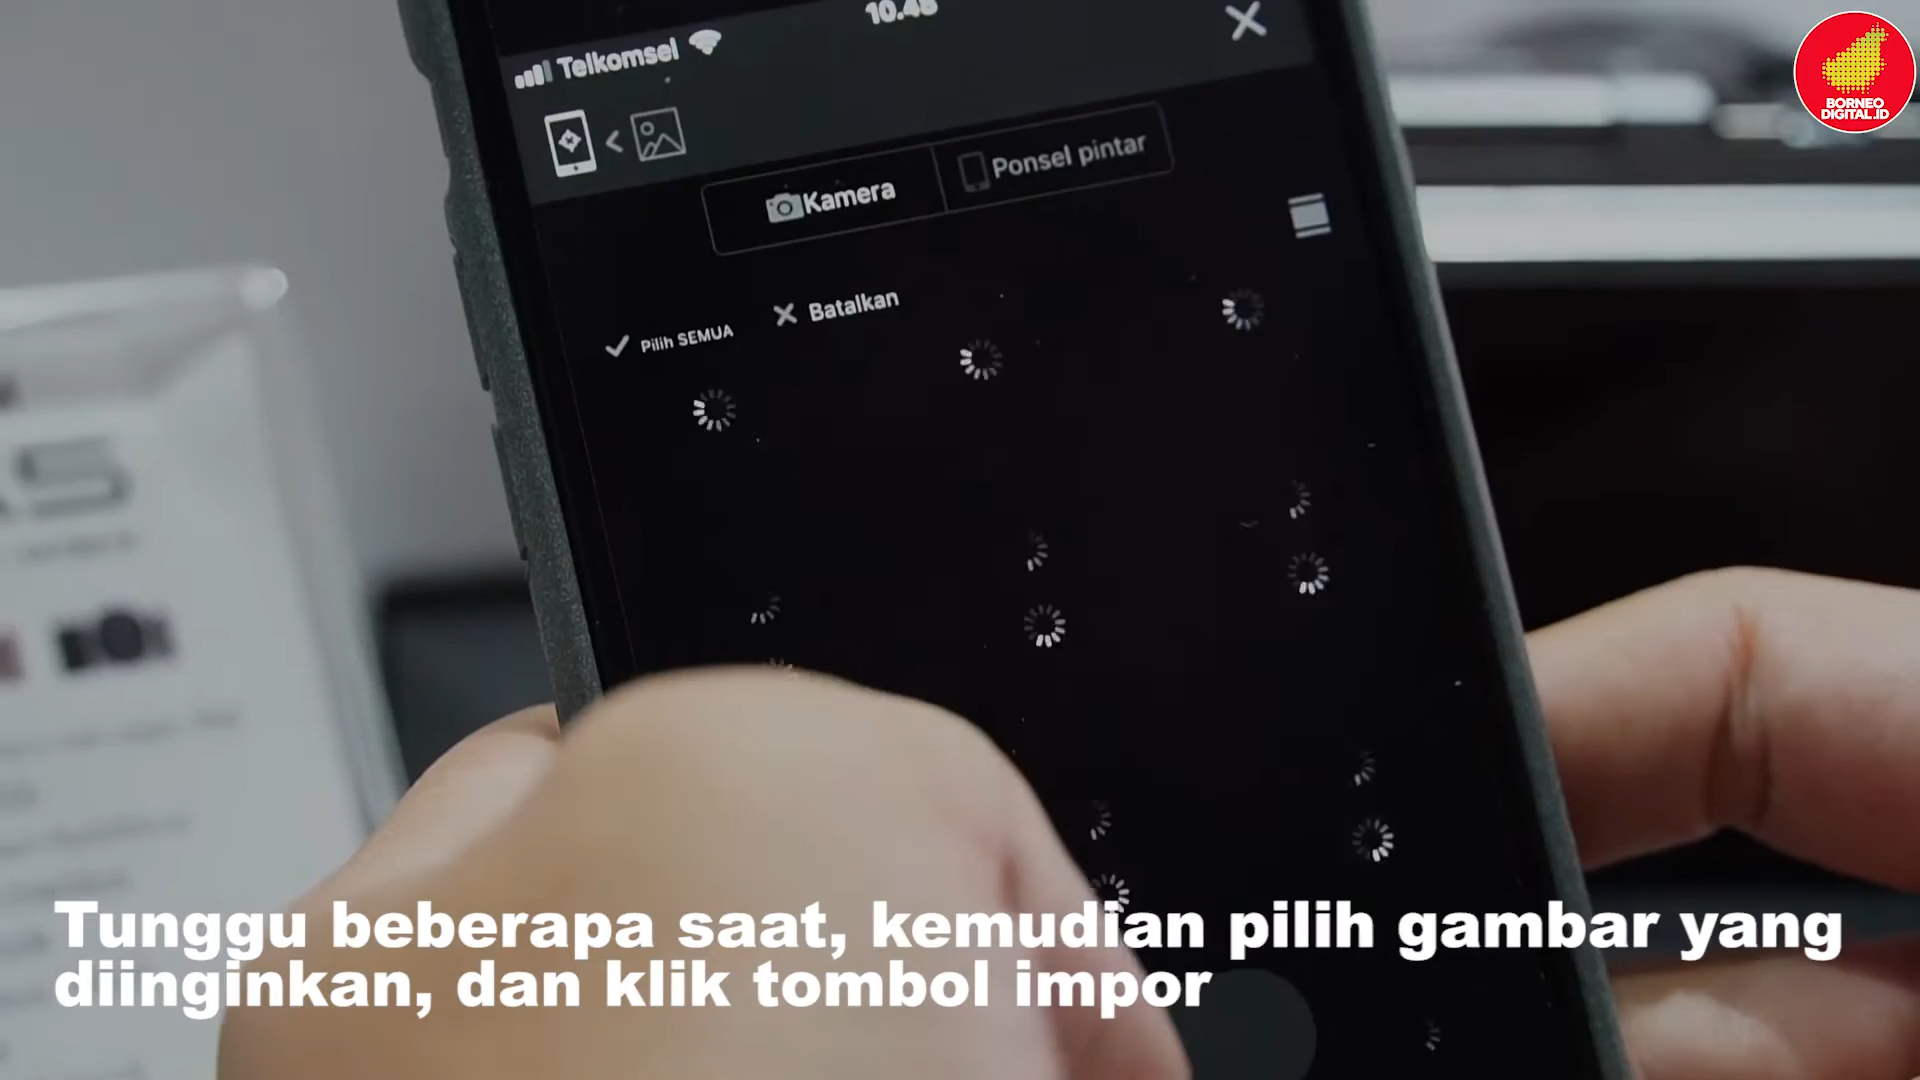 10.48
Telkomsel
BORNEO
DIGITAL.ID
Kamera
Ponsel pintar
Pilih SEMUA
Batalkan
AS
Tunggu beberapa saat, kemudian pilih gambar yang
diinginkan, dan klik tombol impor